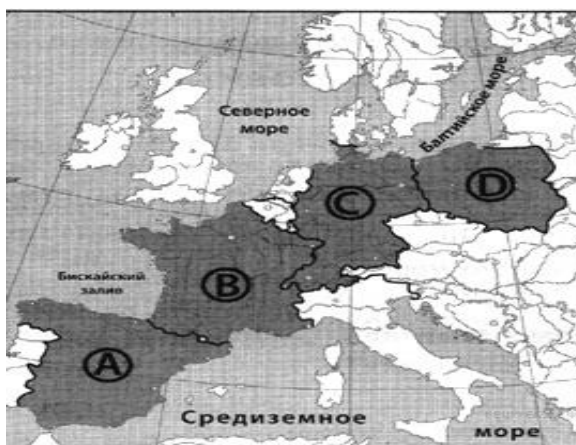 Северное
море
Балтийское море
Бискайский
залив
A
B
C
D
Средиземное
море